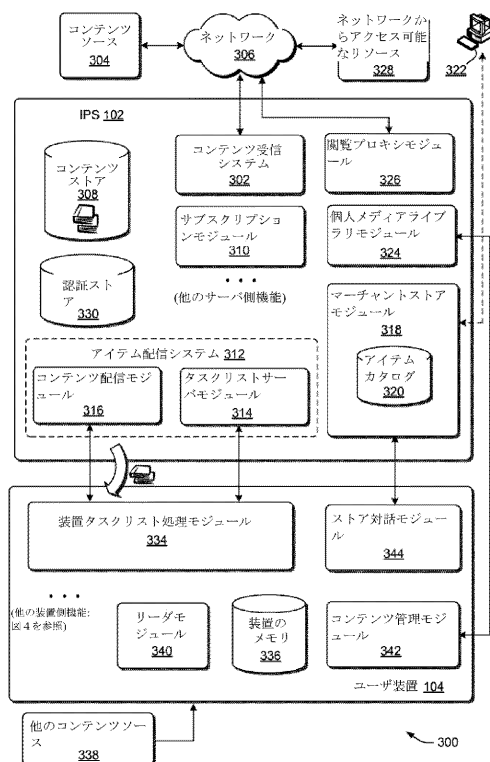 コンテンツ
ソース
304
ネットワーク
306
ネットワークから
アクセス可能
なリソース
328
322
IPS 102
コンテンツ
ストア
308
コンテンツ受信
システム
302
閲覧プロキシモジュ
ール
326
サブスクリプション
モジュール
310
個人メディアライブ
ラリモジュール
324
・・・
(他のサーバ側機能)
認証スト
ア
330
マーチャントストア
モジュール
318
アイテム
カタログ
320
アイテム配信システム 312
コンテンツ配信モジ
ュール
316
タスクリストサー
バモジュール
314
装置タスクリスト処理モジュール
334
ストア対話モジュ
ール
344
・・・
(他の装置側機能:
図4を参照)
リーダモ
ジュール
340
装置の
メモリ
336
コンテンツ管理モジ
ュール
342
ユーザ装置 104
他のコンテンツソー
ス
338
300